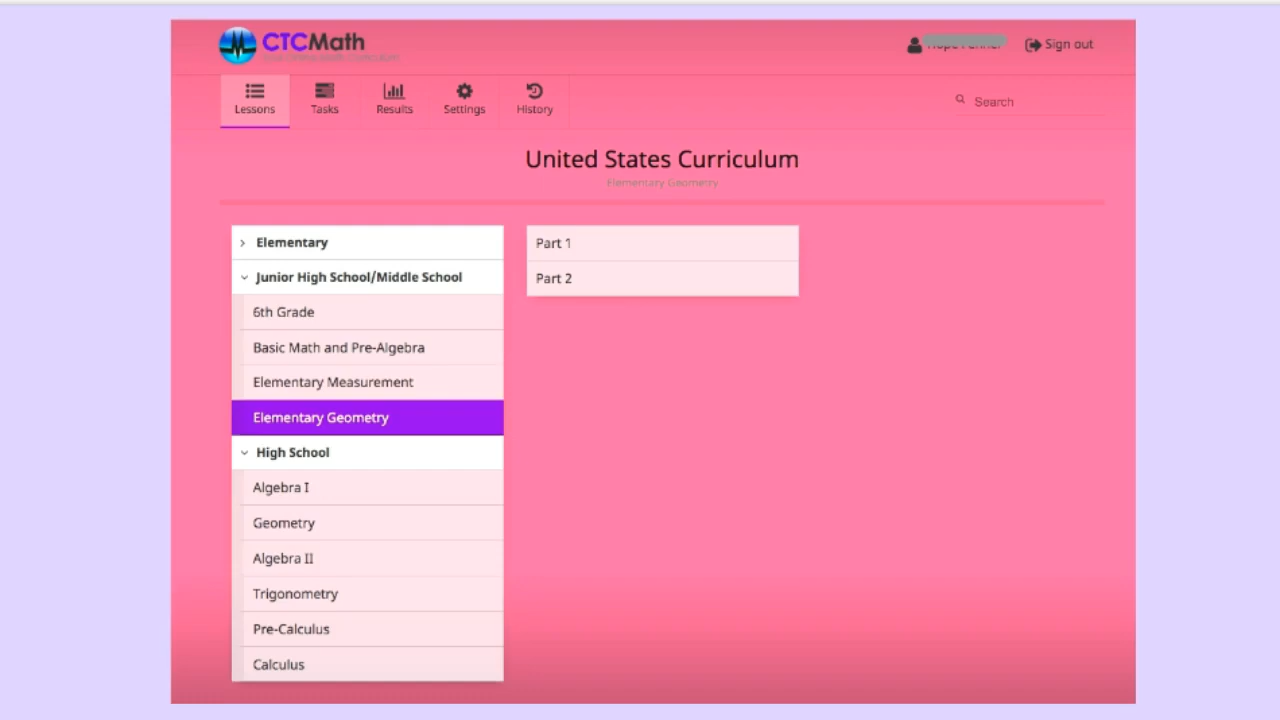 CTCMath
Sign out
Lessons
Tasks
Results
Settings
History
Search
United States Curriculum
Elementary Geometry
Elementary
Junior High School/Middle School
6th Grade
Basic Math and Pre-Algebra
Elementary Measurement
Elementary Geometry
High School
Algebra I
Geometry
Algebra II
Trigonometry
Pre-Calculus
Calculus
Part 1
Part 2